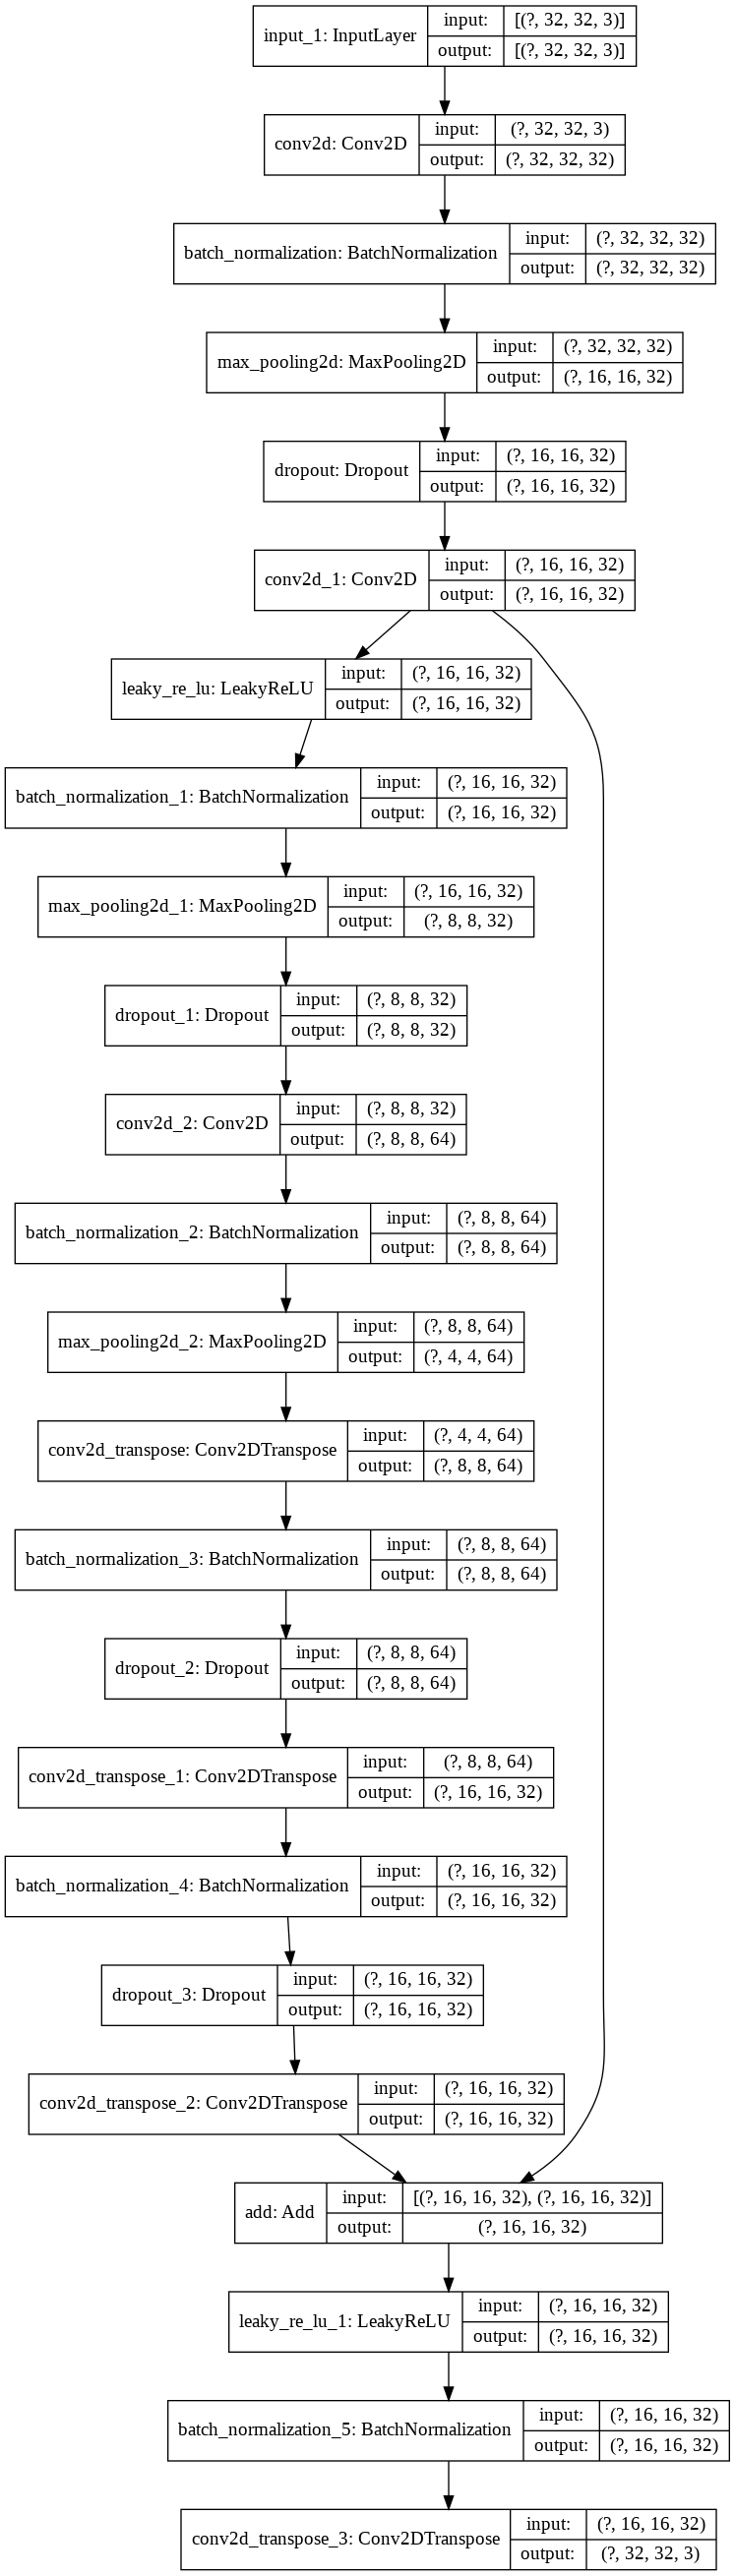 input_1: InputLayer
input: [(?, 32, 32, 3)]
output: [(?, 32, 32, 3)]
conv2d: Conv2D
input: (?, 32, 32, 3)
output: (?, 32, 32, 32)
batch_normalization: BatchNormalization
input: (?, 32, 32, 32)
output: (?, 32, 32, 32)
max_pooling2d: MaxPooling2D
input: (?, 32, 32, 32)
output: (?, 16, 16, 32)
dropout: Dropout
input: (?, 16, 16, 32)
output: (?, 16, 16, 32)
conv2d_1: Conv2D
input: (?, 16, 16, 32)
output: (?, 16, 16, 32)
leaky_re_lu: LeakyReLU
input: (?, 16, 16, 32)
output: (?, 16, 16, 32)
batch_normalization_1: BatchNormalization
input: (?, 16, 16, 32)
output: (?, 16, 16, 32)
max_pooling2d_1: MaxPooling2D
input: (?, 16, 16, 32)
output: (?, 8, 8, 32)
dropout_1: Dropout
input: (?, 8, 8, 32)
output: (?, 8, 8, 32)
conv2d_2: Conv2D
input: (?, 8, 8, 32)
output: (?, 8, 8, 64)
batch_normalization_2: BatchNormalization
input: (?, 8, 8, 64)
output: (?, 8, 8, 64)
max_pooling2d_2: MaxPooling2D
input: (?, 8, 8, 64)
output: (?, 4, 4, 64)
conv2d_transpose: Conv2DTranspose
input: (?, 4, 4, 64)
output: (?, 8, 8, 64)
batch_normalization_3: BatchNormalization
input: (?, 8, 8, 64)
output: (?, 8, 8, 64)
dropout_2: Dropout
input: (?, 8, 8, 64)
output: (?, 8, 8, 64)
conv2d_transpose_1: Conv2DTranspose
input: (?, 8, 8, 64)
output: (?, 16, 16, 32)
batch_normalization_4: BatchNormalization
input: (?, 16, 16, 32)
output: (?, 16, 16, 32)
dropout_3: Dropout
input: (?, 16, 16, 32)
output: (?, 16, 16, 32)
conv2d_transpose_2: Conv2DTranspose
input: (?, 16, 16, 32)
output: (?, 16, 16, 32)
add: Add
input: [(?, 16, 16, 32), (?, 16, 16, 32)]
output: (?, 16, 16, 32)
leaky_re_lu_1: LeakyReLU
input: (?, 16, 16, 32)
output: (?, 16, 16, 32)
batch_normalization_5: BatchNormalization
input: (?, 16, 16, 32)
output: (?, 16, 16, 32)
conv2d_transpose_3: Conv2DTranspose
input: (?, 16, 16, 32)
output: (?, 32, 32, 3)